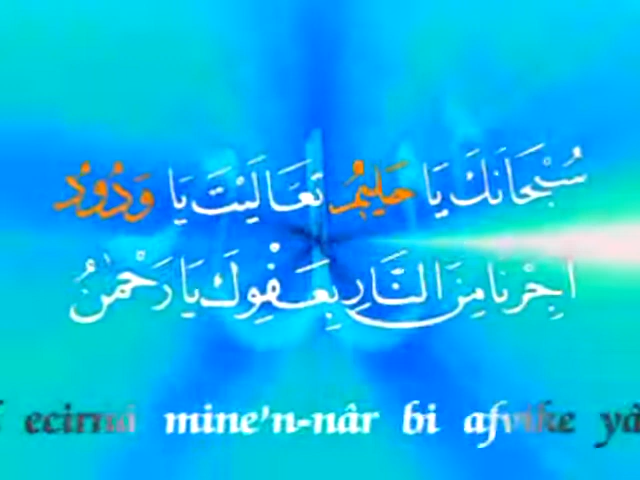 سُبْحَانَكَ يَا حَلِيمُ تَعَالَيْتَ يَا وَدُودُ
اَجِرْنَا مِنَ النَّارِ بِعَفْوِكَ يَا رَحْمٰنُ
ecirnâ mine'n-nâr bi afvike yâ